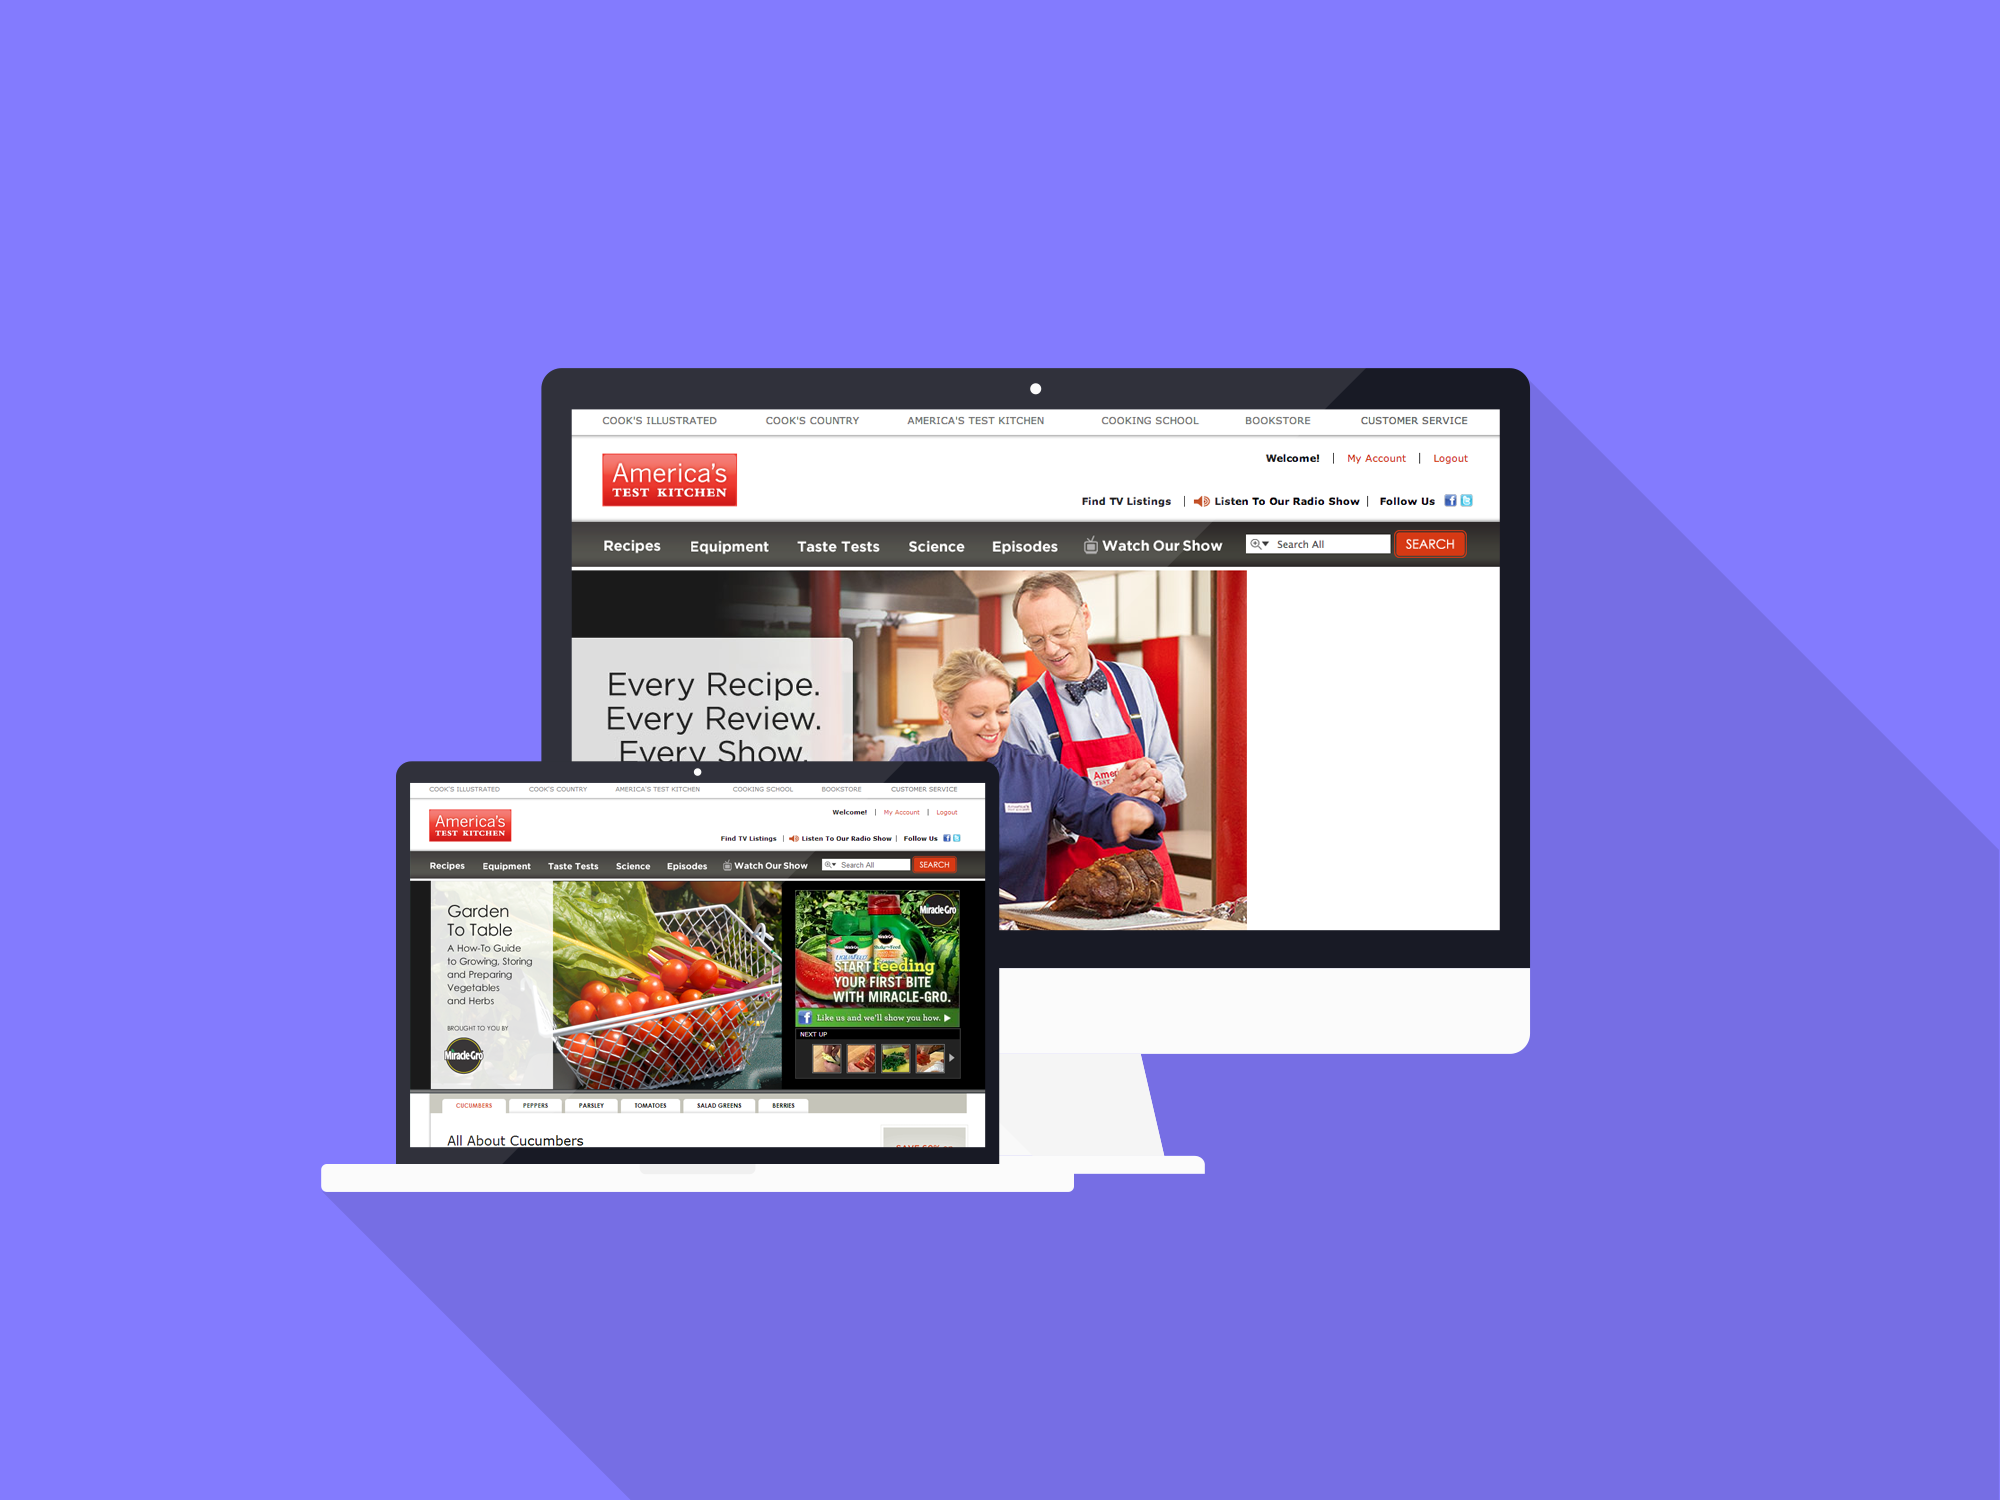 COOK'S ILLUSTRATED COOK'S COUNTRY AMERICA'S TEST KITCHEN COOKING SCHOOL BOOKSTORE CUSTOMER SERVICE
America's
TEST KITCHEN
Welcome! | My Account | Logout
Find TV Listings | Listen To Our Radio Show | Follow Us
Recipes Equipment Taste Tests Science Episodes Watch Our Show Search All SEARCH
Every Recipe.
Every Review.
Every Show.
Ame
TEST
AMERICA'S
COOK'S ILLUSTRATED COOK'S COUNTRY AMERICA'S TEST KITCHEN COOKING SCHOOL BOOKSTORE CUSTOMER SERVICE
America's
TEST KITCHEN
Welcome! | My Account | Logout
Find TV Listings | Listen To Our Radio Show | Follow Us
Recipes Equipment Taste Tests Science Episodes Watch Our Show Search All SEARCH
Garden
To Table
A How-To Guide
to Growing, Storing
and Preparing
Vegetables
and Herbs
BROUGHT TO YOU BY
Miracle-Gro
Miracle-Gro
START feeding
YOUR FIRST BITE
WITH MIRACLE-GRO.
Like us and we'll show you how.
NEXT UP
CUCUMBERS PEPPERS PARSLEY TOMATOES SALAD GREENS BERRIES
All About Cucumbers